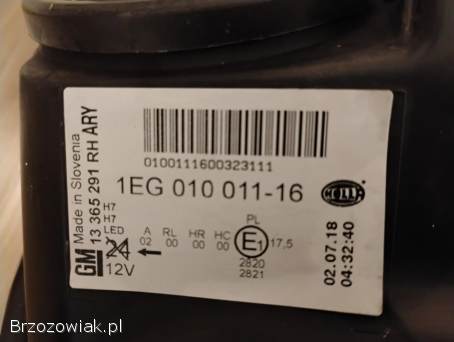 0100111600323111
1EG 010 011-16
HELLA
GM
Made in Slovenia
13 365 291 RH ARY
H7
H7
LED
24
12V
A
02
RL
00
HR
00
HC
00
PL
E1
17,5
2820
2821
02.07.18
04:32:40
Brzozowiak.pl